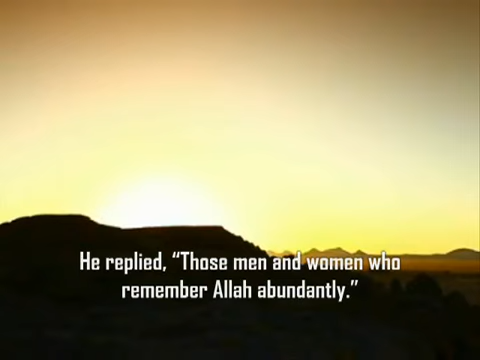 He replied, “Those men and women who
remember Allah abundantly.”